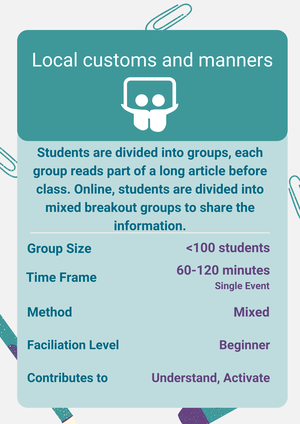 Local customs and manners
Students are divided into groups, each
group reads part of a long article before
class. Online, students are divided into
mixed breakout groups to share the
information.
Group Size <100 students
Time Frame 60-120 minutes
Single Event
Method Mixed
Faciliation Level Beginner
Contributes to Understand, Activate